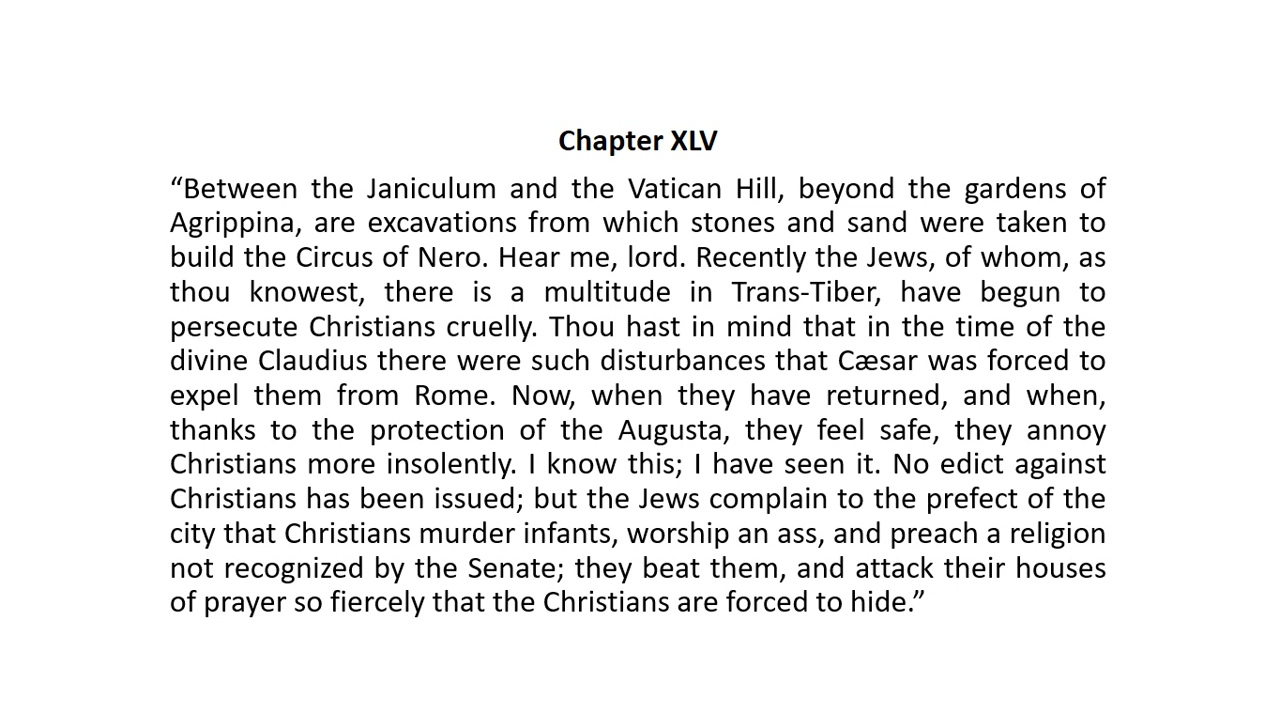 Chapter XLV
“Between the Janiculum and the Vatican Hill, beyond the gardens of
Agrippina, are excavations from which stones and sand were taken to
build the Circus of Nero. Hear me, lord. Recently the Jews, of whom, as
thou knowest, there is a multitude in Trans-Tiber, have begun to
persecute Christians cruelly. Thou hast in mind that in the time of the
divine Claudius there were such disturbances that Cæsar was forced to
expel them from Rome. Now, when they have returned, and when,
thanks to the protection of the Augusta, they feel safe, they annoy
Christians more insolently. I know this; I have seen it. No edict against
Christians has been issued; but the Jews complain to the prefect of the
city that Christians murder infants, worship an ass, and preach a religion
not recognized by the Senate; they beat them, and attack their houses
of prayer so fiercely that the Christians are forced to hide.”